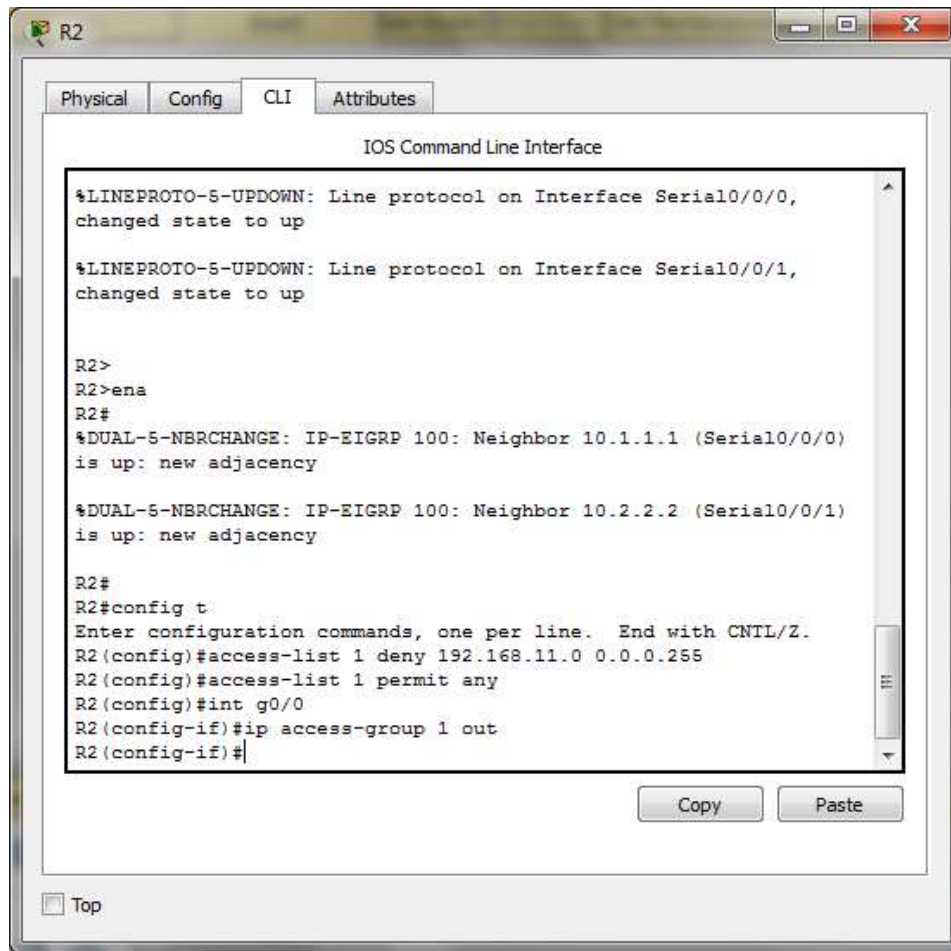 R2
Physical Config CLI Attributes
IOS Command Line Interface
%LINEPROTO-5-UPDOWN: Line protocol on Interface Serial0/0/0,
changed state to up
%LINEPROTO-5-UPDOWN: Line protocol on Interface Serial0/0/1,
changed state to up
R2>
R2>ena
R2#
%DUAL-5-NBRCHANGE: IP-EIGRP 100: Neighbor 10.1.1.1 (Serial0/0/0)
is up: new adjacency
%DUAL-5-NBRCHANGE: IP-EIGRP 100: Neighbor 10.2.2.2 (Serial0/0/1)
is up: new adjacency
R2#
R2#config t
Enter configuration commands, one per line.  End with CNTL/Z.
R2(config)#access-list 1 deny 192.168.11.0 0.0.0.255
R2(config)#access-list 1 permit any
R2(config)#int g0/0
R2(config-if)#ip access-group 1 out
R2(config-if)#
Copy Paste
Top